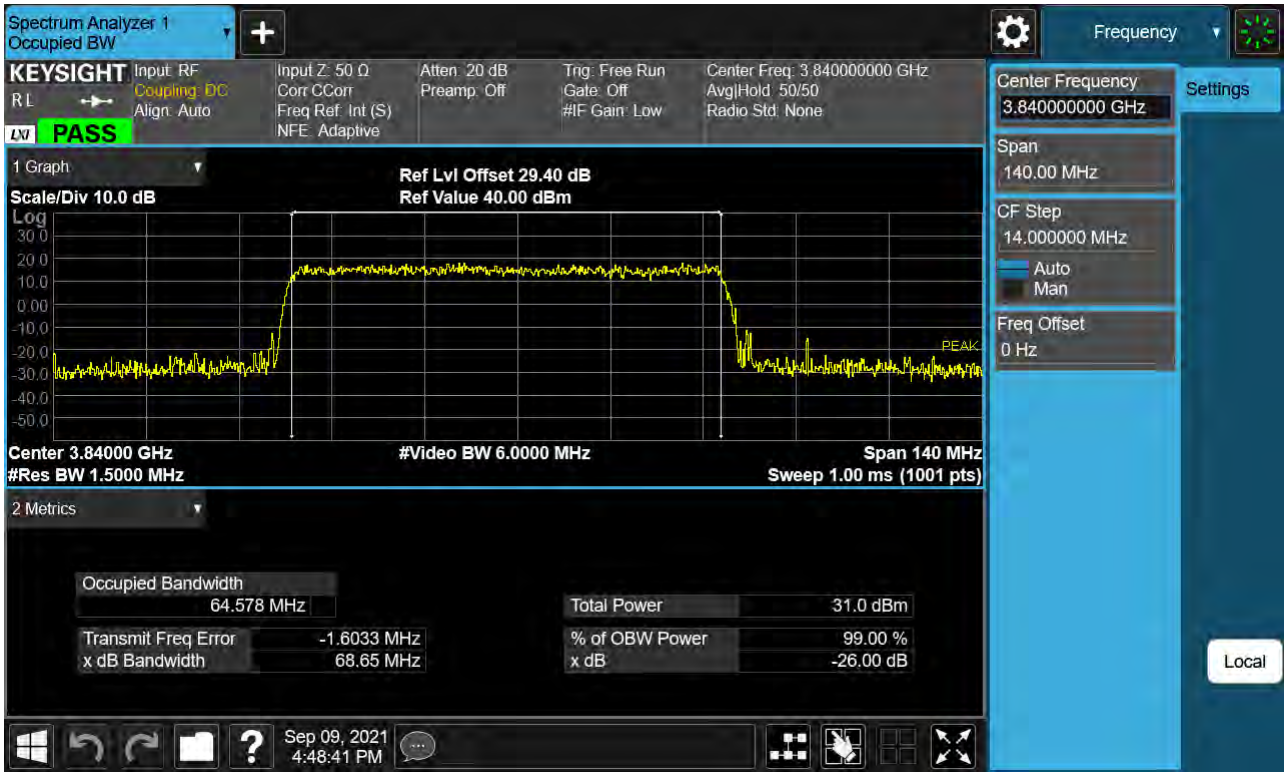 Spectrum Analyzer 1
Occupied BW
+
Frequency
KEYSIGHT
R L
LXI
PASS
Input: RF
Coupling: DC
Align: Auto
Input Z: 50 Ω
Corr CCorr
Freq Ref: Int (S)
NFE: Adaptive
Atten: 20 dB
Preamp: Off
Trig: Free Run
Gate: Off
#IF Gain: Low
Center Freq: 3.840000000 GHz
Avg|Hold: 50/50
Radio Std: None
Center Frequency
3.840000000 GHz
Settings
Span
140.00 MHz
CF Step
14.000000 MHz
Auto
Man
Freq Offset
0 Hz
Local
1 Graph
Scale/Div 10.0 dB
Ref Lvl Offset 29.40 dB
Ref Value 40.00 dBm
Log
30.0
20.0
10.0
0.00
-10.0
-20.0
-30.0
-40.0
-50.0
PEAK
Center 3.84000 GHz
#Video BW 6.0000 MHz
Span 140 MHz
#Res BW 1.5000 MHz
Sweep 1.00 ms (1001 pts)
2 Metrics
Occupied Bandwidth
64.578 MHz
Total Power 31.0 dBm
Transmit Freq Error -1.6033 MHz
% of OBW Power 99.00 %
x dB Bandwidth 68.65 MHz
x dB -26.00 dB
?
Sep 09, 2021
4:48:41 PM